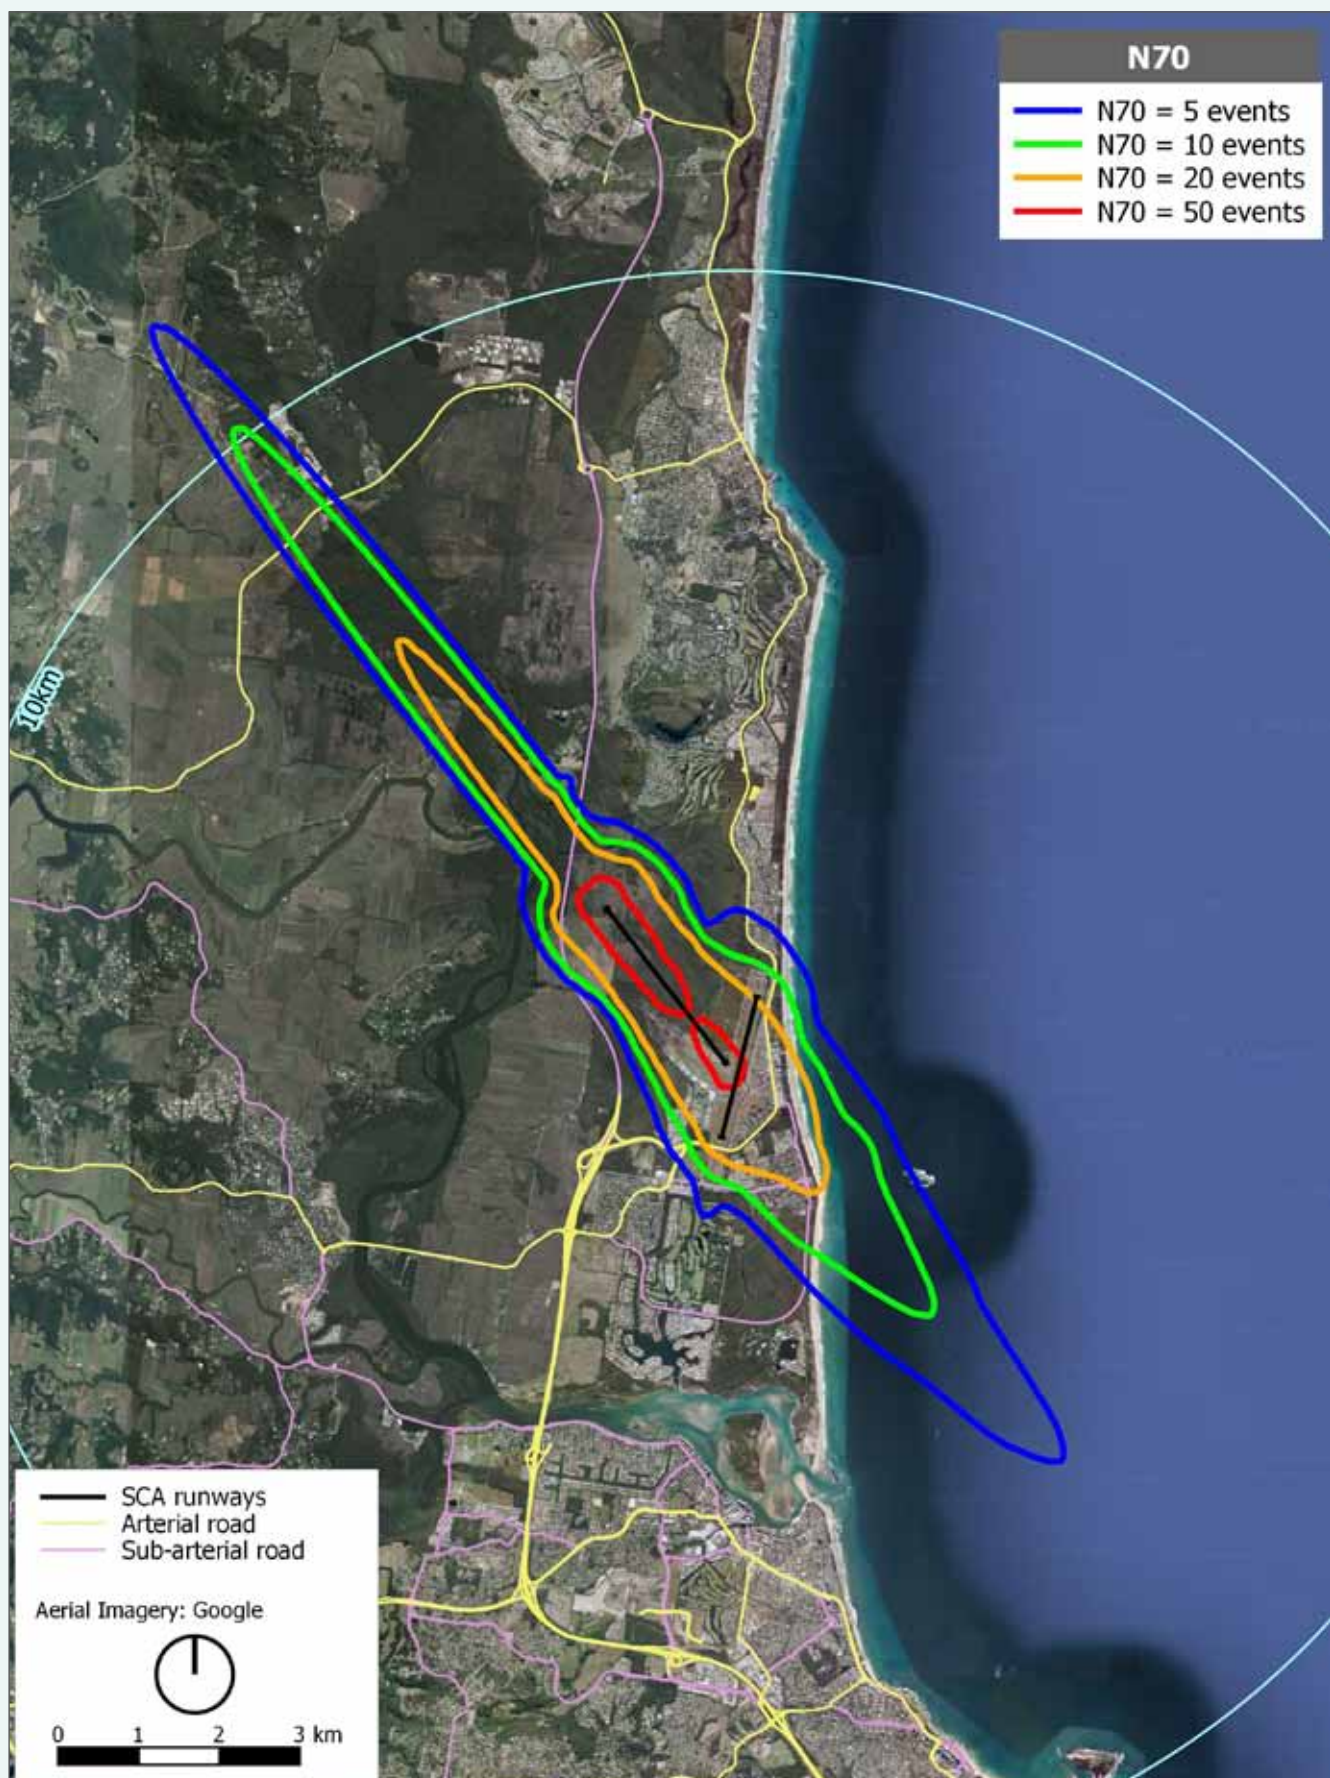 N70
N70 = 5 events
N70 = 10 events
N70 = 20 events
N70 = 50 events
10km
SCA runways
Arterial road
Sub-arterial road
Aerial Imagery: Google
0 1 2 3 km